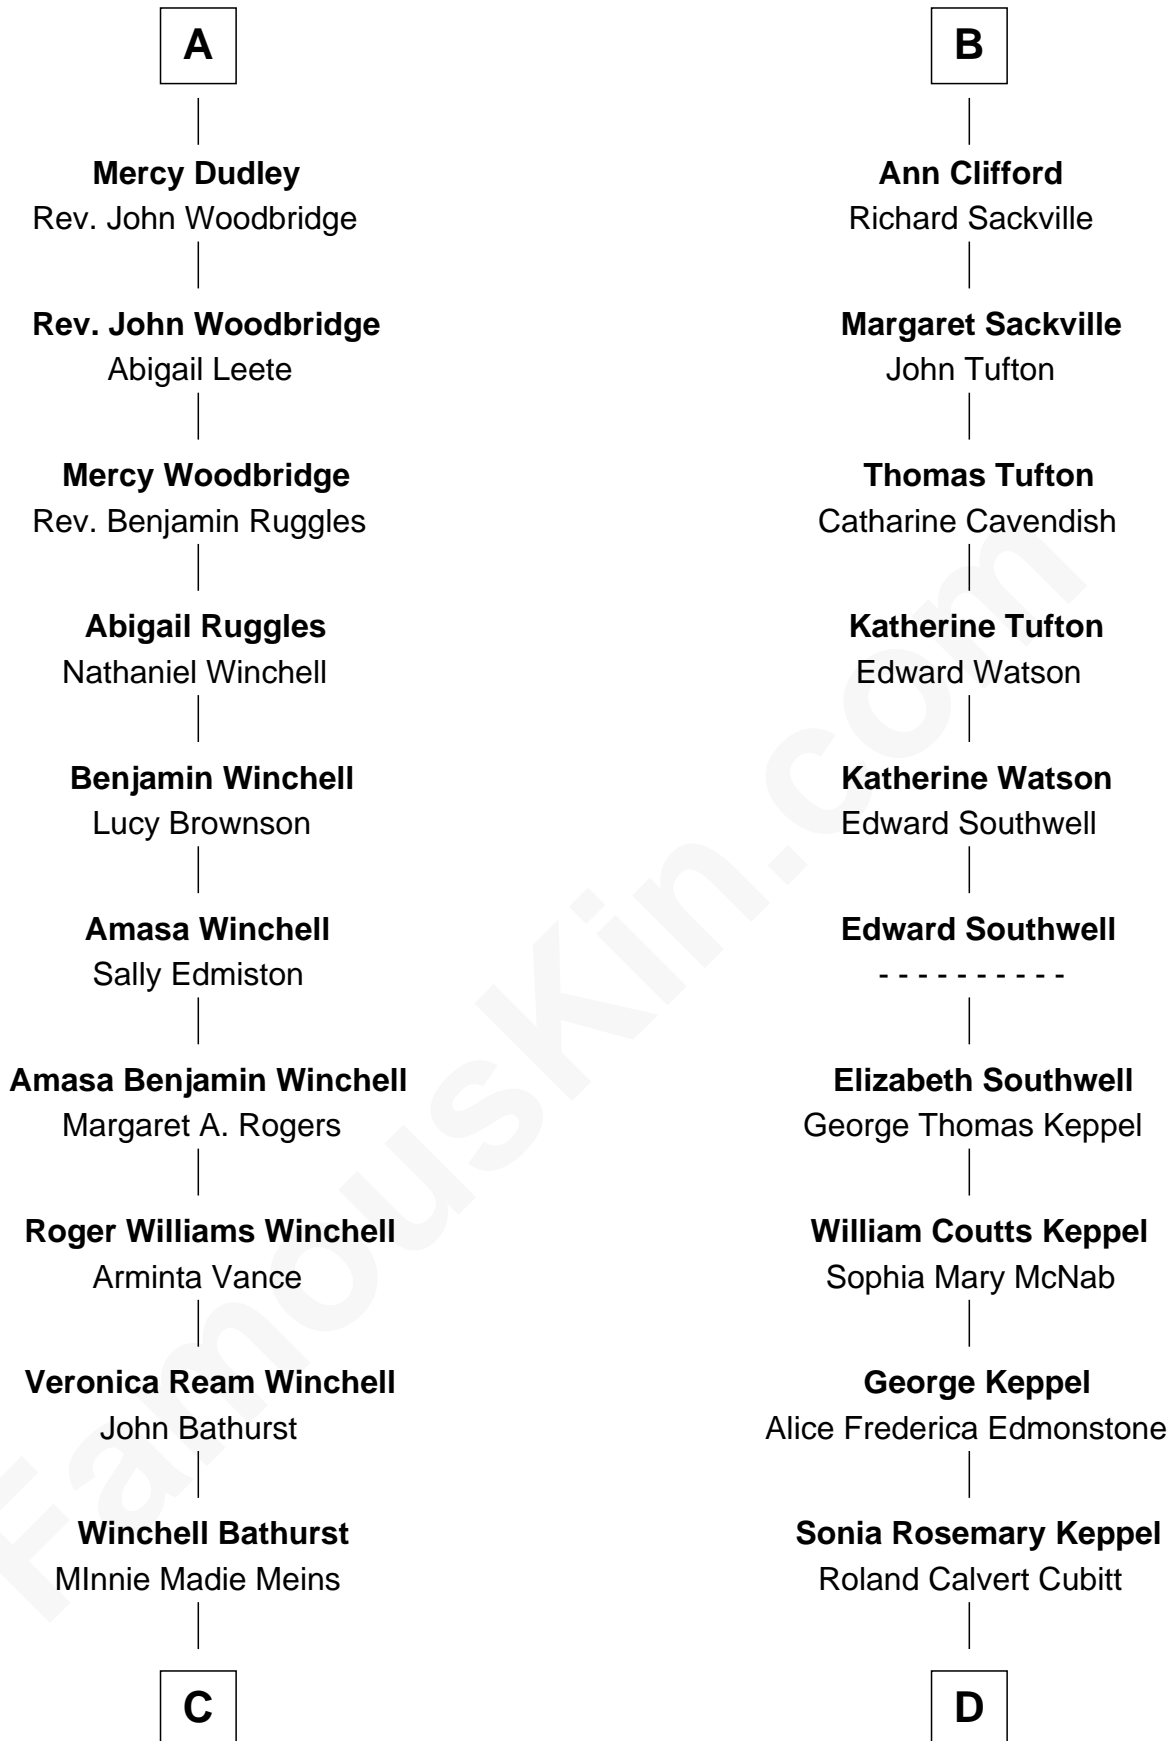 A
Mercy Dudley
Rev. John Woodbridge
Rev. John Woodbridge
Abigail Leete
Mercy Woodbridge
Rev. Benjamin Ruggles
Abigail Ruggles
Nathaniel Winchell
Benjamin Winchell
Lucy Brownson
Amasa Winchell
Sally Edmiston
Amasa Benjamin Winchell
Margaret A. Rogers
Roger Williams Winchell
Arminta Vance
Veronica Ream Winchell
John Bathurst
Winchell Bathurst
MInnie Madie Meins
C
B
Ann Clifford
Richard Sackville
Margaret Sackville
John Tufton
Thomas Tufton
Catharine Cavendish
Katherine Tufton
Edward Watson
Katherine Watson
Edward Southwell
Edward Southwell
- - - - - - - - - -
Elizabeth Southwell
George Thomas Keppel
William Coutts Keppel
Sophia Mary McNab
George Keppel
Alice Frederica Edmonstone
Sonia Rosemary Keppel
Roland Calvert Cubitt
D
FamousKin.com